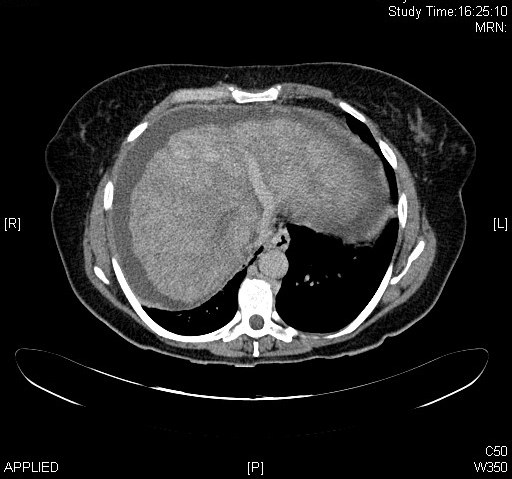 Study Time:16:25:10
MRN:
[R]
[L]
C50
APPLIED
[P]
W350